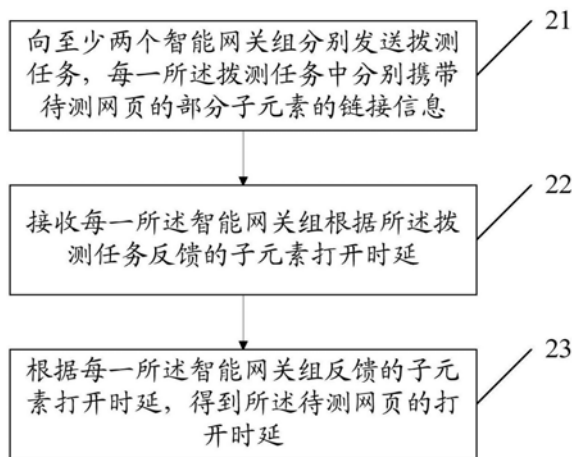 向至少两个智能网关组分别发送拨测
任务，每一所述拨测任务中分别携带
待测网页的部分子元素的链接信息
21
接收每一所述智能网关组根据所述拨
测任务反馈的子元素打开时延
22
根据每一所述智能网关组反馈的子元
素打开时延，得到所述待测网页的打
开时延
23